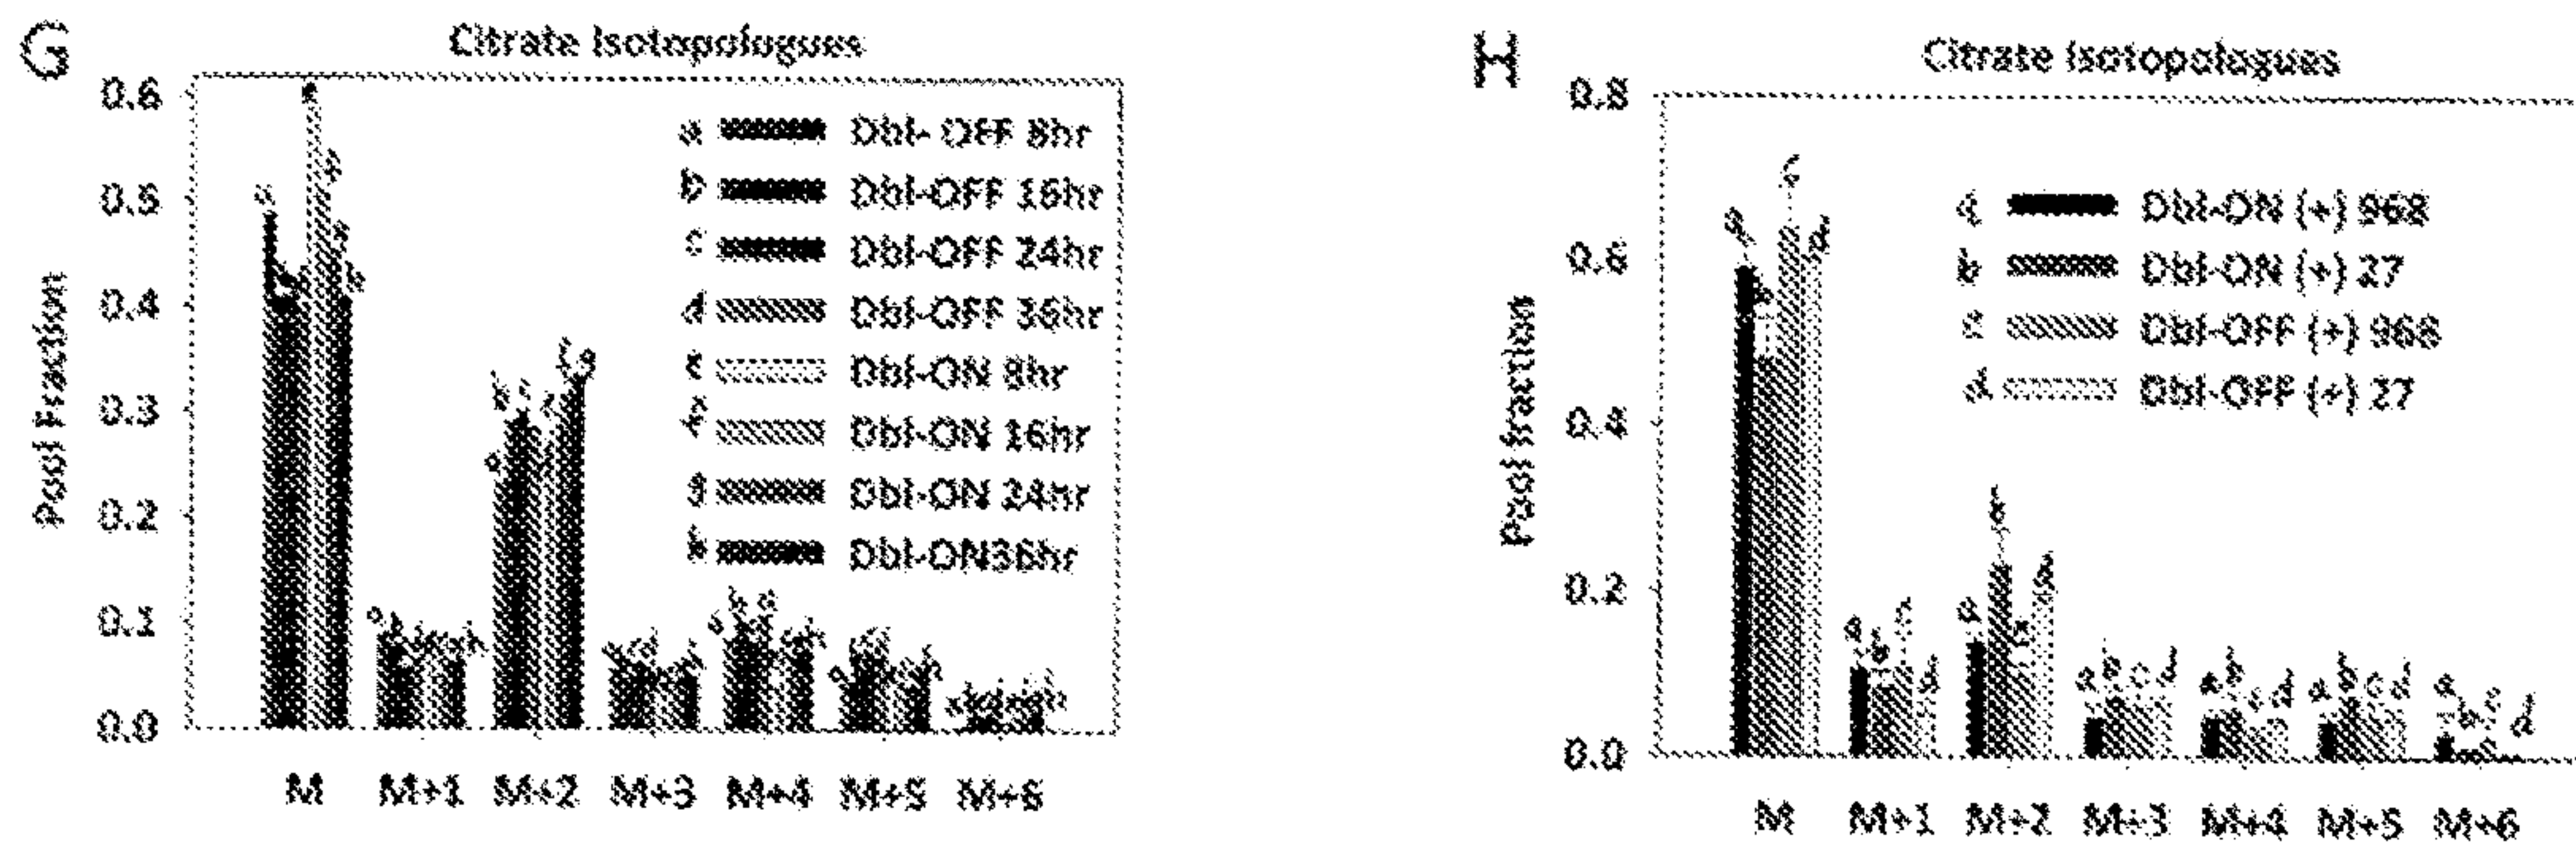 G
Citrate Isotopologues
Pool Fraction
0.6
0.5
0.4
0.3
0.2
0.1
0.0
a Dbl- OFF 8hr
b Dbl-OFF 16hr
c Dbl-OFF 24hr
d Dbl-OFF 36hr
e Dbl-ON 8hr
f Dbl-ON 16hr
g Dbl-ON 24hr
h Dbl-ON36hr
M M+1 M+2 M+3 M+4 M+5 M+6
H
Citrate Isotopologues
Pool fraction
0.8
0.6
0.4
0.2
0.0
a Dbl-ON (+) 968
b Dbl-ON (+) 27
c Dbl-OFF (+) 968
d Dbl-OFF (+) 27
M M+1 M+2 M+3 M+4 M+5 M+6